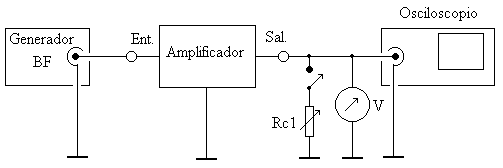 Osciloscopio
Generador
BF
Ent.
Amplificador
Sal.
Rc1
V